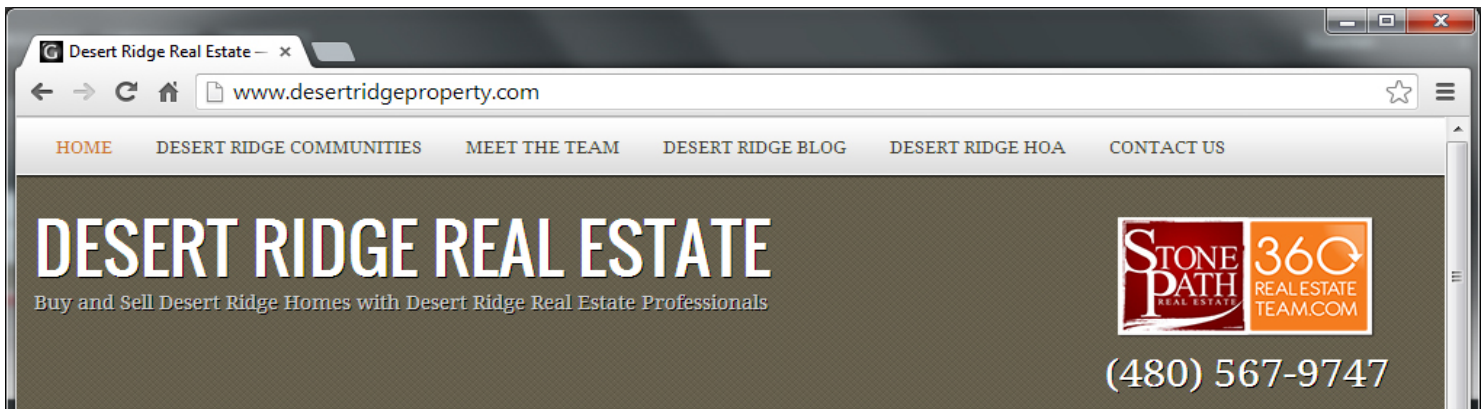 Desert Ridge Real Estate —
www.desertridgeproperty.com
HOME DESERT RIDGE COMMUNITIES MEET THE TEAM DESERT RIDGE BLOG DESERT RIDGE HOA CONTACT US
DESERT RIDGE REAL ESTATE
Buy and Sell Desert Ridge Homes with Desert Ridge Real Estate Professionals
STONE PATH
REAL ESTATE
360
REAL ESTATE
TEAM.COM
(480) 567-9747